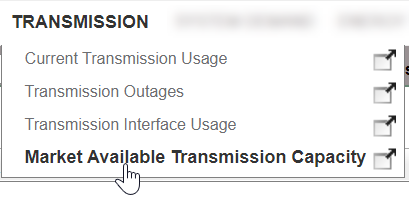 TRANSMISSION
Current Transmission Usage
Transmission Outages
Transmission Interface Usage
Market Available Transmission Capacity